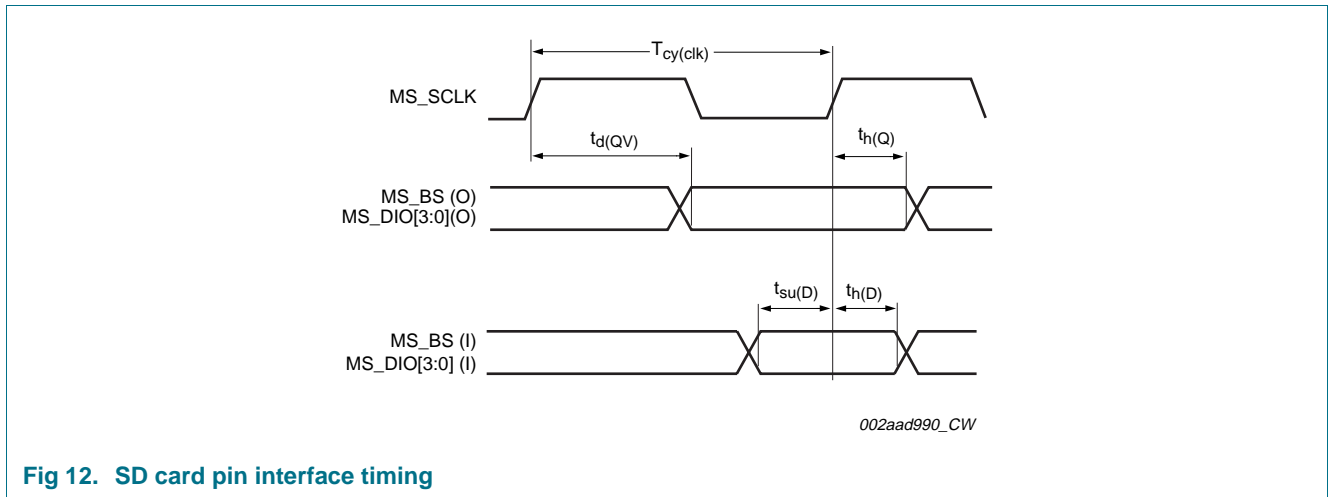 Tcy(clk)
MS_SCLK
td(QV)
th(Q)
MS_BS (O)
MS_DIO[3:0](O)
tsu(D)
th(D)
MS_BS (I)
MS_DIO[3:0] (I)
002aad990_CW
Fig 12. SD card pin interface timing